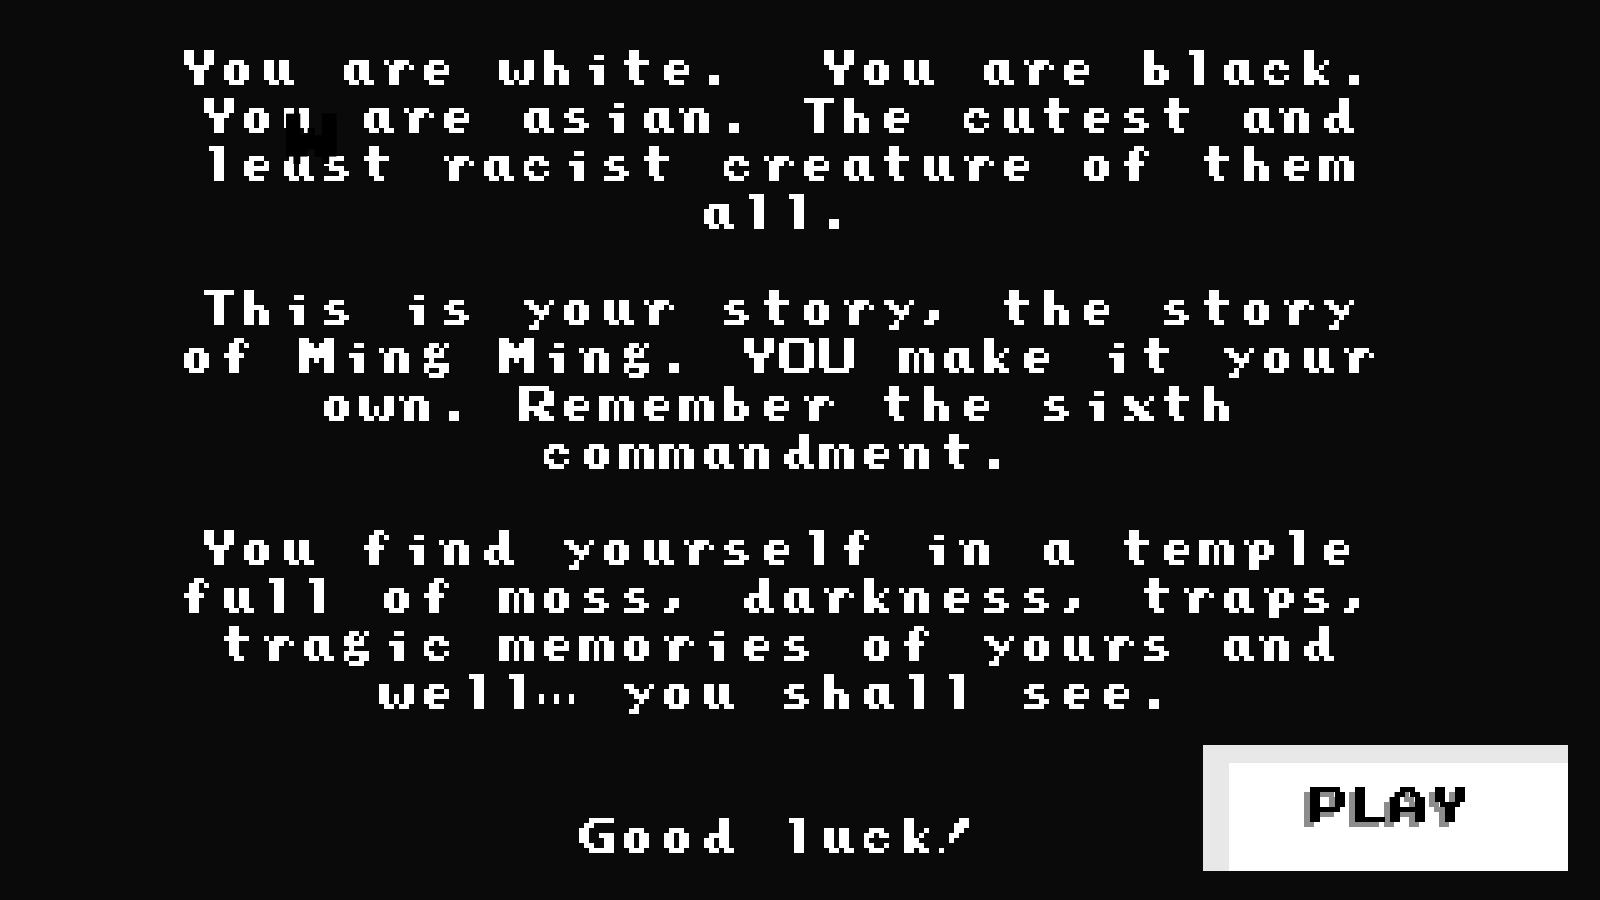 You are white. You are black.
You are asian. The cutest and
leust racist creature of them
all.
This is your story, the story
of Ming Ming. YOU make it your
own. Remember the sixth
commandment.
You find yourself in a temple
full of moss, darkness, traps,
tragic memories of yours and
well... you shall see.
Good luck!
PLAY